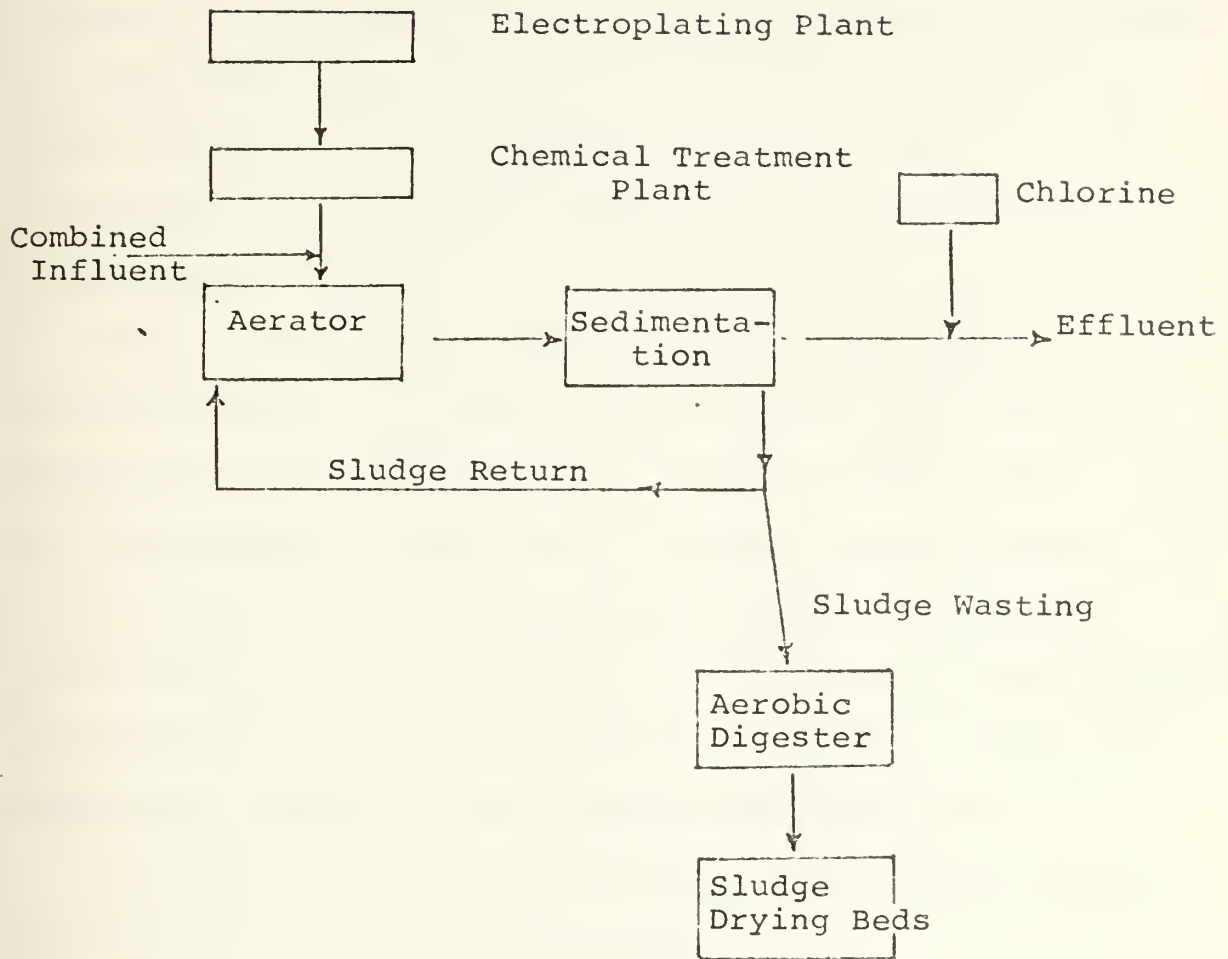 Electroplating Plant
Chemical Treatment
Plant
Chlorine
Combined
Influent
Aerator
Sedimenta-
tion
Effluent
Sludge Return
Sludge Wasting
Aerobic
Digester
Sludge
Drying Beds